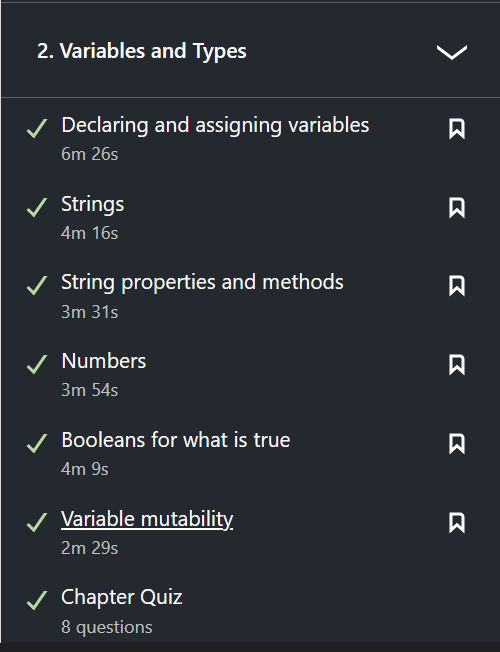 2. Variables and Types
Declaring and assigning variables
6m 26s
Strings
4m 16s
String properties and methods
3m 31s
Numbers
3m 54s
Booleans for what is true
4m 9s
Variable mutability
2m 29s
Chapter Quiz
8 questions